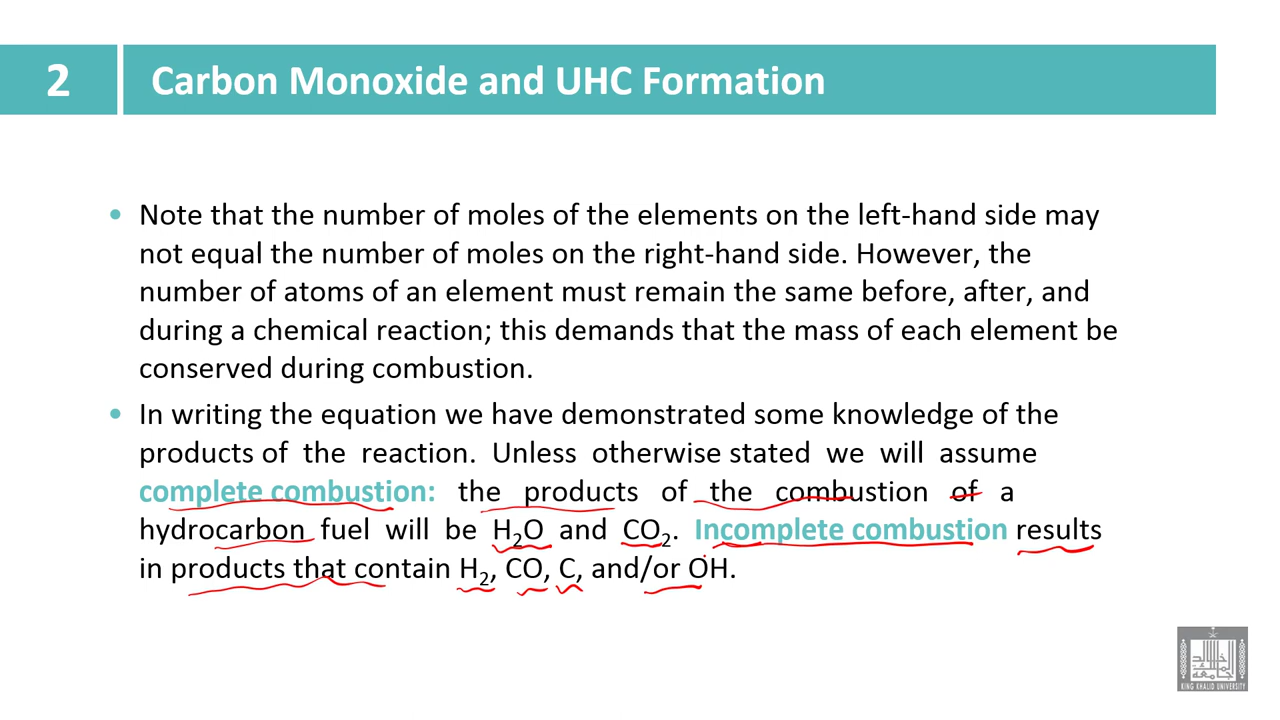 2
Carbon Monoxide and UHC Formation
• Note that the number of moles of the elements on the left-hand side may
not equal the number of moles on the right-hand side. However, the
number of atoms of an element must remain the same before, after, and
during a chemical reaction; this demands that the mass of each element be
conserved during combustion.
• In writing the equation we have demonstrated some knowledge of the
products of the reaction. Unless otherwise stated we will assume
complete combustion: the products of the combustion of a
hydrocarbon fuel will be H₂O and CO₂. Incomplete combustion results
in products that contain H₂, CO, C, and/or OH.
KING KHALID UNIVERSITY